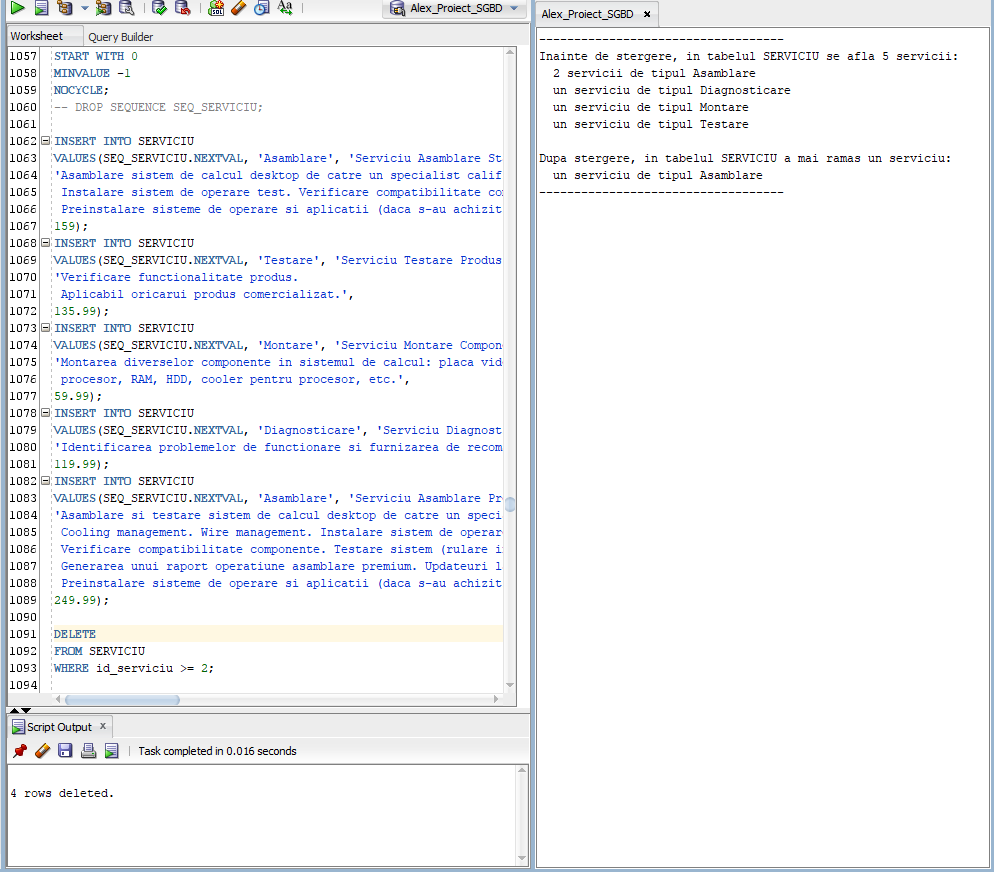 Alex_Proiect_SGBD
Worksheet Query Builder
1057 START WITH 0
1058 MINVALUE -1
1059 NOCYCLE;
1060 -- DROP SEQUENCE SEQ_SERVICIU;
1061
1062 INSERT INTO SERVICIU
1063 VALUES(SEQ_SERVICIU.NEXTVAL, 'Asamblare', 'Serviciu Asamblare St
1064 'Asamblare sistem de calcul desktop de catre un specialist calif
1065 Instalare sistem de operare test. Verificare compatibilitate co
1066 Preinstalare sisteme de operare si aplicatii (daca s-au achizit
1067 159);
1068 INSERT INTO SERVICIU
1069 VALUES(SEQ_SERVICIU.NEXTVAL, 'Testare', 'Serviciu Testare Produs
1070 'Verificare functionalitate produs.
1071 Aplicabil oricarui produs comercializat.',
1072 135.99);
1073 INSERT INTO SERVICIU
1074 VALUES(SEQ_SERVICIU.NEXTVAL, 'Montare', 'Serviciu Montare Compon
1075 'Montarea diverselor componente in sistemul de calcul: placa vid
1076 procesor, RAM, HDD, cooler pentru procesor, etc.',
1077 59.99);
1078 INSERT INTO SERVICIU
1079 VALUES(SEQ_SERVICIU.NEXTVAL, 'Diagnosticare', 'Serviciu Diagnost
1080 'Identificarea problemelor de functionare si furnizarea de recom
1081 119.99);
1082 INSERT INTO SERVICIU
1083 VALUES(SEQ_SERVICIU.NEXTVAL, 'Asamblare', 'Serviciu Asamblare Pr
1084 'Asamblare si testare sistem de calcul desktop de catre un speci
1085 Cooling management. Wire management. Instalare sistem de operar
1086 Verificare compatibilitate componente. Testare sistem (rulare i
1087 Generarea unui raport operatiune asamblare premium. Updateuri l
1088 Preinstalare sisteme de operare si aplicatii (daca s-au achizit
1089 249.99);
1090
1091 DELETE
1092 FROM SERVICIU
1093 WHERE id_serviciu >= 2;
1094
Script Output x
Task completed in 0.016 seconds
4 rows deleted.
Alex_Proiect_SGBD x
-----------------------------------
Inainte de stergere, in tabelul SERVICIU se afla 5 servicii:
2 servicii de tipul Asamblare
un serviciu de tipul Diagnosticare
un serviciu de tipul Montare
un serviciu de tipul Testare
Dupa stergere, in tabelul SERVICIU a mai ramas un serviciu:
un serviciu de tipul Asamblare
-----------------------------------